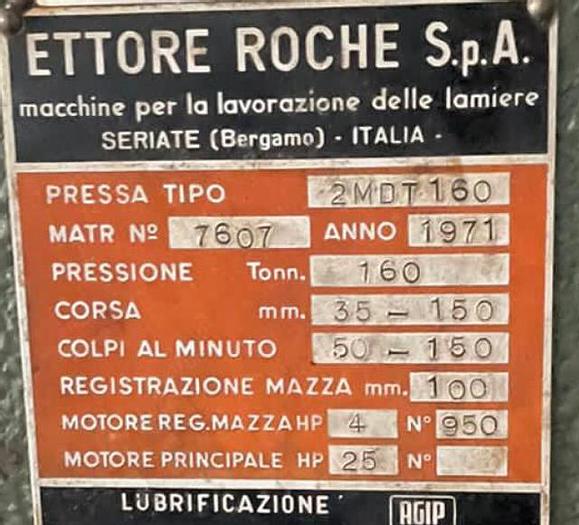 ETTORE ROCHE S.p.A.
macchine per la lavorazione delle lamiere
SERIATE (Bergamo) - ITALIA -
PRESSA TIPO 2MDT 160
MATR Nº 7607 ANNO 1971
PRESSIONE Tonn. 160
CORSA mm. 35 – 150
COLPI AL MINUTO 50 – 150
REGISTRAZIONE MAZZA mm. 100
MOTORE REG. MAZZA HP 4 N° 950
MOTORE PRINCIPALE HP 25 N°
LUBRIFICAZIONE AGIP